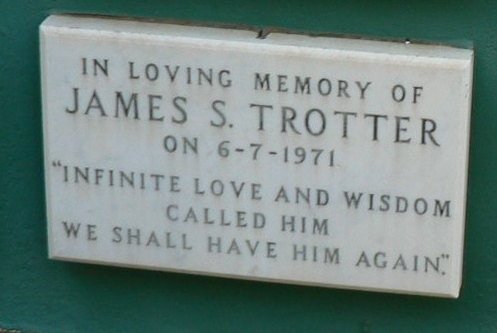 IN LOVING MEMORY OF
JAMES S. TROTTER
ON 6-7-1971
"INFINITE LOVE AND WISDOM
CALLED HIM
WE SHALL HAVE HIM AGAIN."